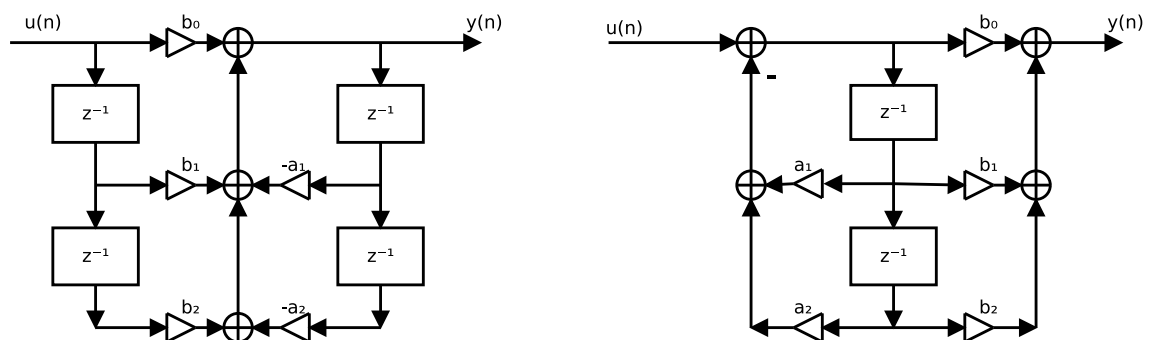 u(n) b₀ y(n)
z⁻¹ z⁻¹
b₁ -a₁
z⁻¹ z⁻¹
b₂ -a₂
u(n) b₀ y(n)
-
z⁻¹
a₁ b₁
z⁻¹
a₂ b₂